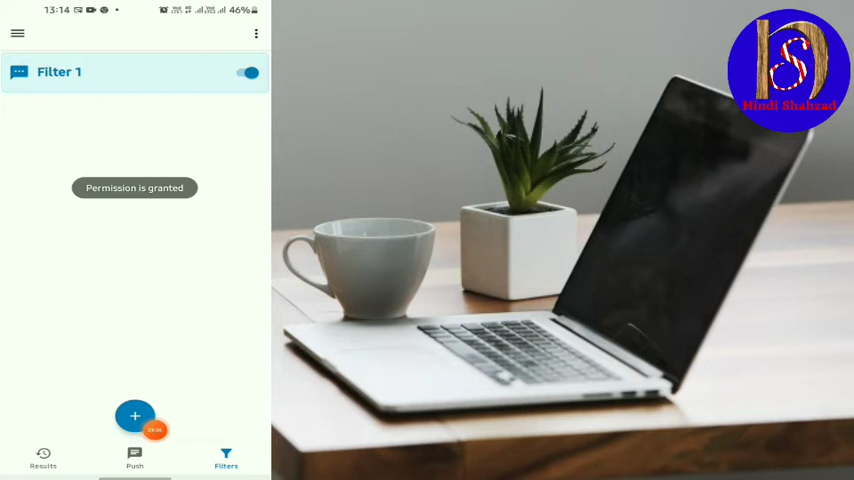 13:14
46%
Filter 1
Permission is granted
Results
Push
Filters
Hindi Shahzad